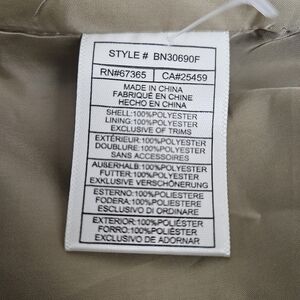 STYLE # BN30690F
RN#67365 CA#25459
MADE IN CHINA
FABRIQUÉ EN CHINE
HECHO EN CHINA
SHELL:100%POLYESTER
LINING:100%POLYESTER
EXCLUSIVE OF TRIMS
EXTÉRIEUR:100%POLYESTER
DOUBLURE:100%POLYESTER
SANS ACCESSOIRES
AUßERHALB:100%POLYESTER
FUTTER:100%POLYESTER
EXKLUSIVE VERSCHÖNERUNG
ESTERNO:100%POLIESTERE
FODERA:100%POLIESTERE
ESCLUSIVO DI ORDINARE
EXTERIOR:100%POLIÉSTER
FORRO:100%POLIÉSTER
EXCLUSIVO DE ADORNAR